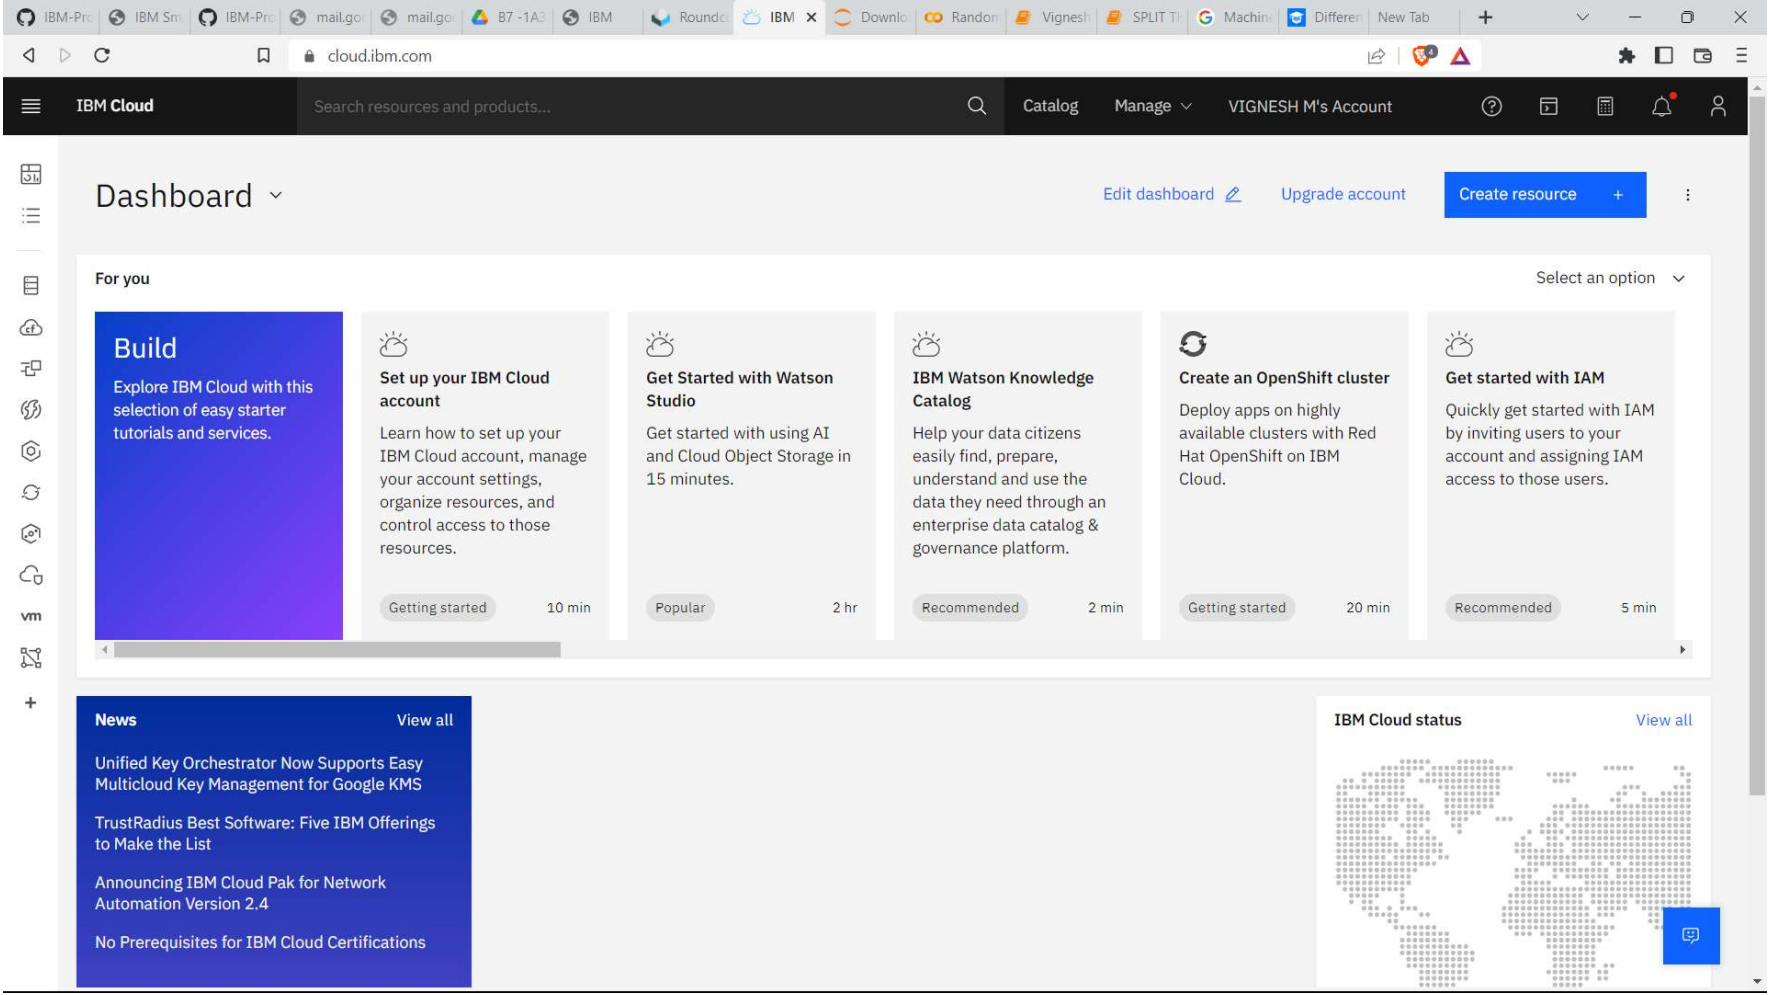 IBM-Pro
IBM Sm
IBM-Pro
mail.goo
mail.goo
B7 -1A3
IBM
Roundc
IBM
Downlo
Random
Vignesh
SPLIT TH
Machin
Differen
New Tab
cloud.ibm.com
4
IBM Cloud
Search resources and products...
Catalog
Manage
VIGNESH M's Account
Dashboard
Edit dashboard
Upgrade account
Create resource +
For you
Select an option
Build
Explore IBM Cloud with this
selection of easy starter
tutorials and services.
Set up your IBM Cloud
account
Learn how to set up your
IBM Cloud account, manage
your account settings,
organize resources, and
control access to those
resources.
Getting started
10 min
Get Started with Watson
Studio
Get started with using AI
and Cloud Object Storage in
15 minutes.
Popular
2 hr
IBM Watson Knowledge
Catalog
Help your data citizens
easily find, prepare,
understand and use the
data they need through an
enterprise data catalog &
governance platform.
Recommended
2 min
Create an OpenShift cluster
Deploy apps on highly
available clusters with Red
Hat OpenShift on IBM
Cloud.
Getting started
20 min
Get started with IAM
Quickly get started with IAM
by inviting users to your
account and assigning IAM
access to those users.
Recommended
5 min
cf
vm
News
View all
Unified Key Orchestrator Now Supports Easy
Multicloud Key Management for Google KMS
TrustRadius Best Software: Five IBM Offerings
to Make the List
Announcing IBM Cloud Pak for Network
Automation Version 2.4
No Prerequisites for IBM Cloud Certifications
IBM Cloud status
View all